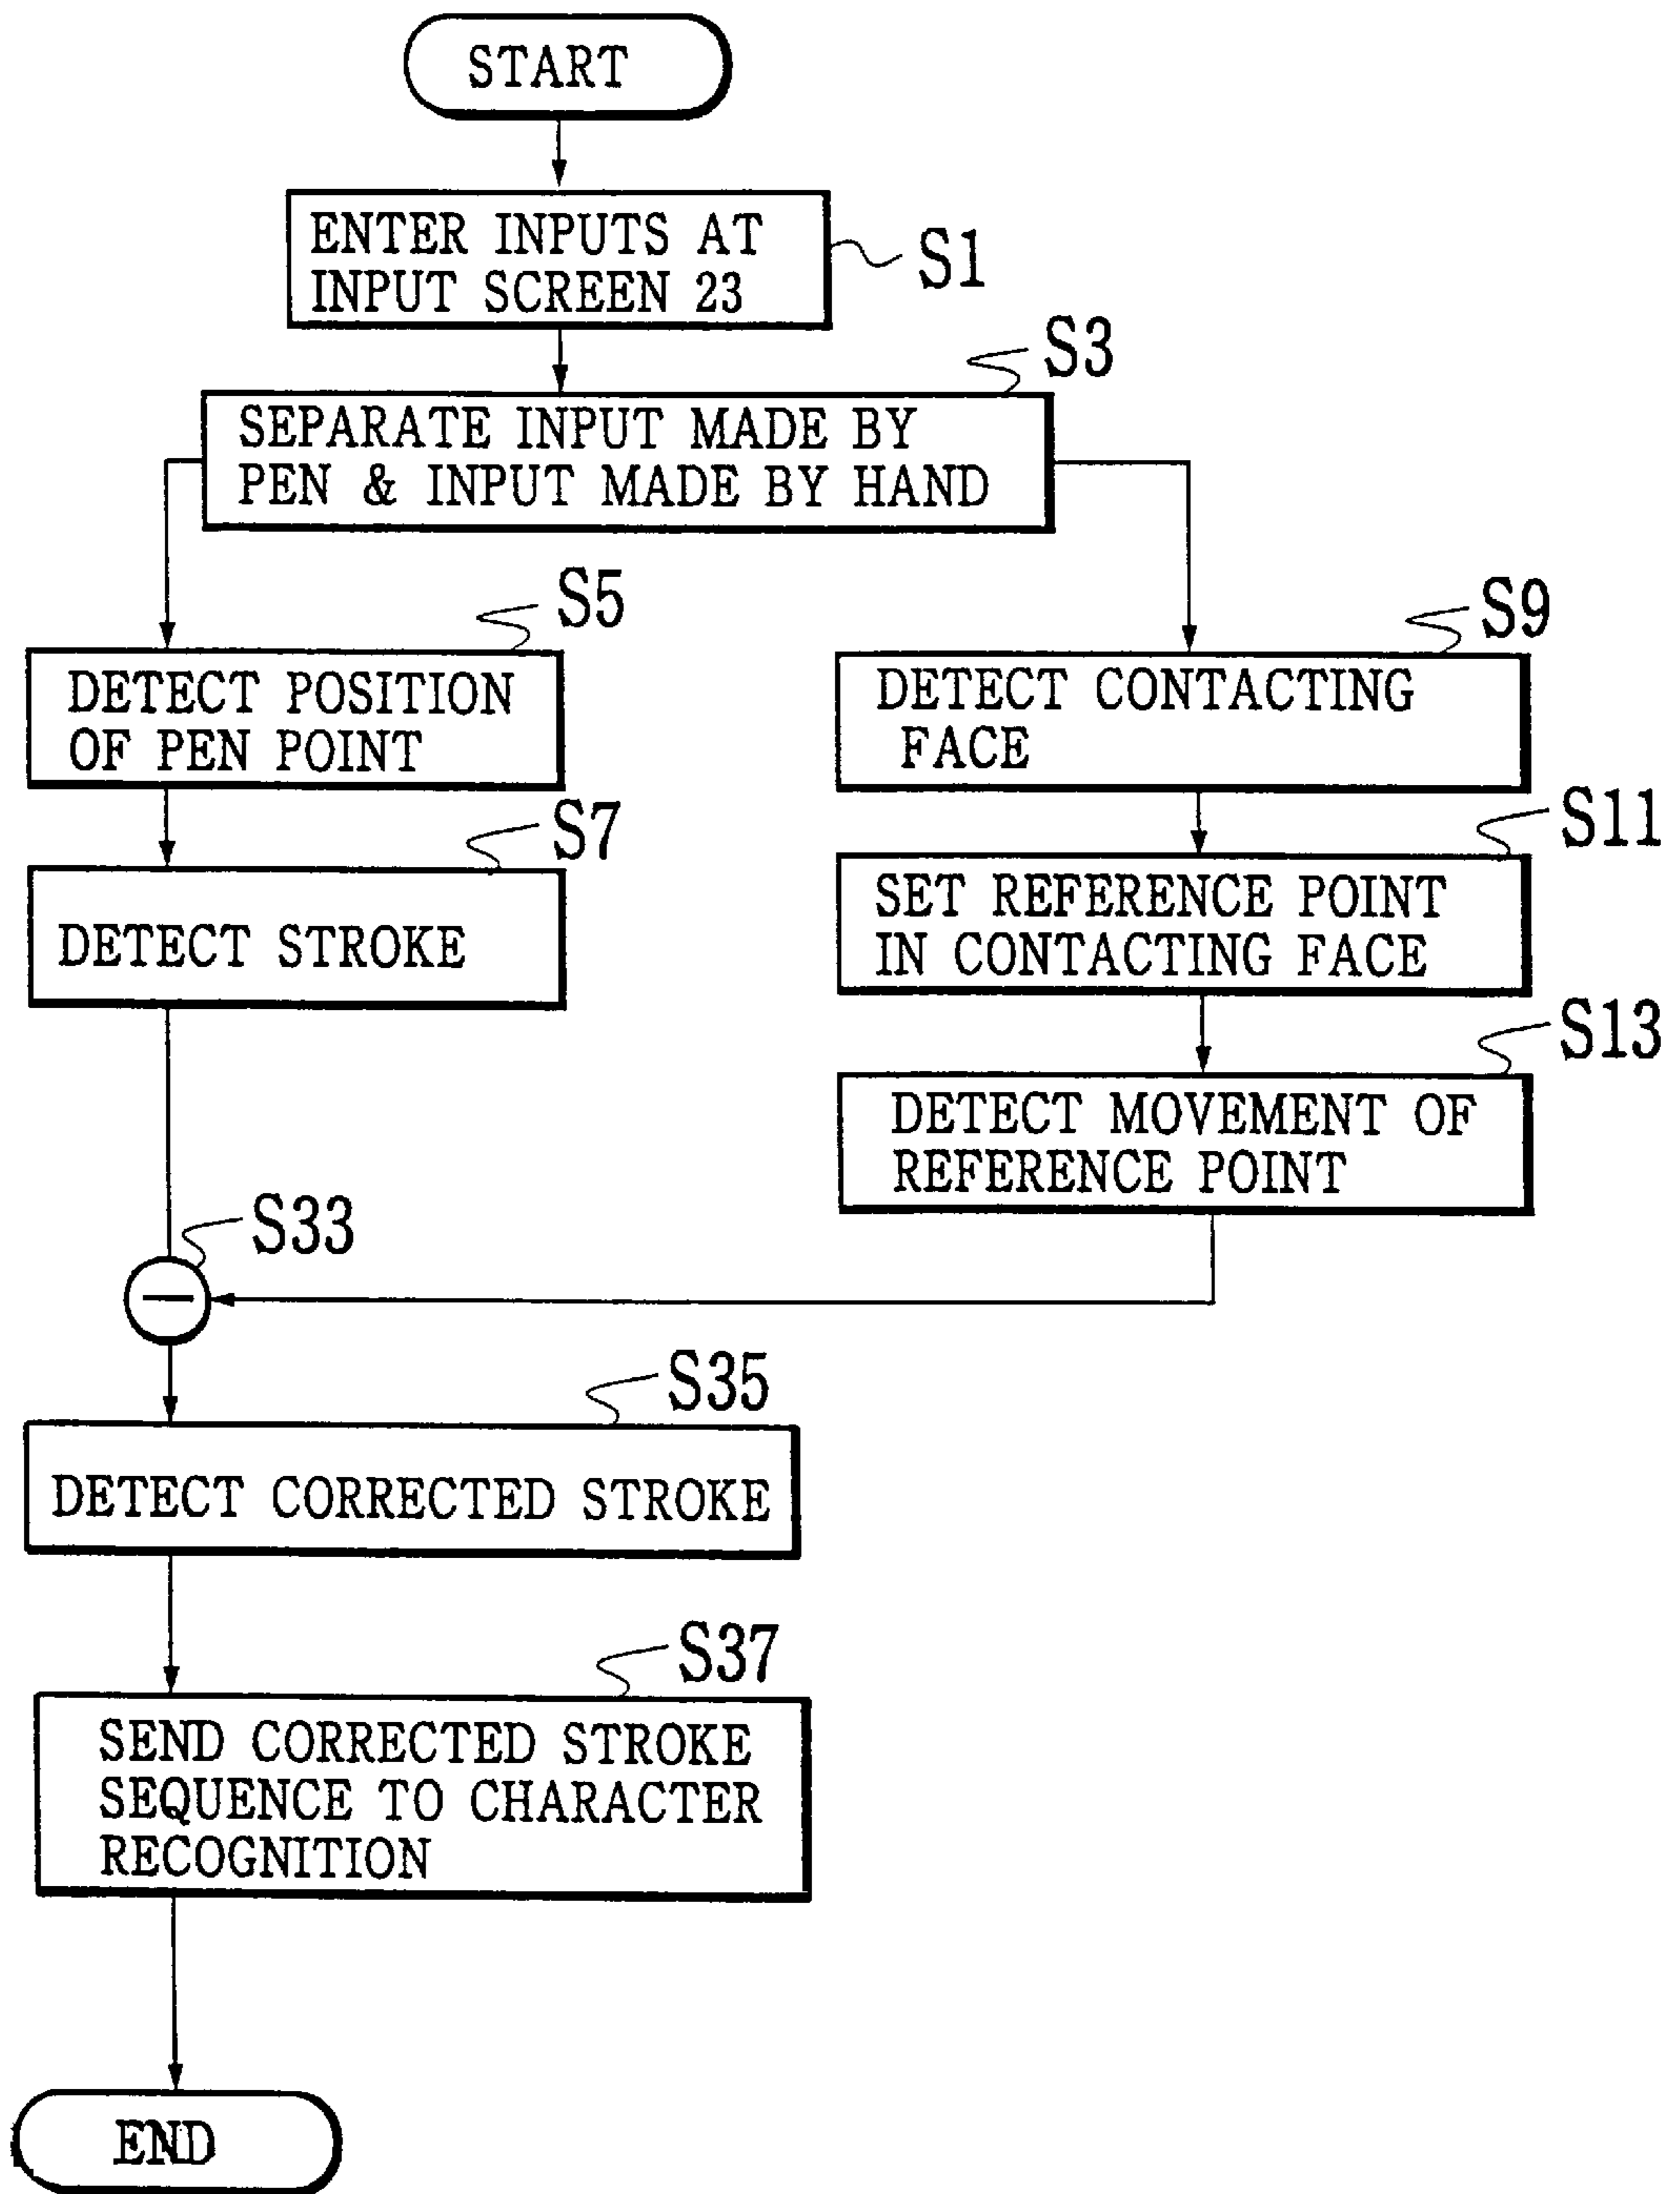 START
ENTER INPUTS AT
INPUT SCREEN 23
S1
S3
SEPARATE INPUT MADE BY
PEN & INPUT MADE BY HAND
S5
DETECT POSITION
OF PEN POINT
S7
DETECT STROKE
S9
DETECT CONTACTING
FACE
S11
SET REFERENCE POINT
IN CONTACTING FACE
S13
DETECT MOVEMENT OF
REFERENCE POINT
S33
S35
DETECT CORRECTED STROKE
S37
SEND CORRECTED STROKE
SEQUENCE TO CHARACTER
RECOGNITION
END